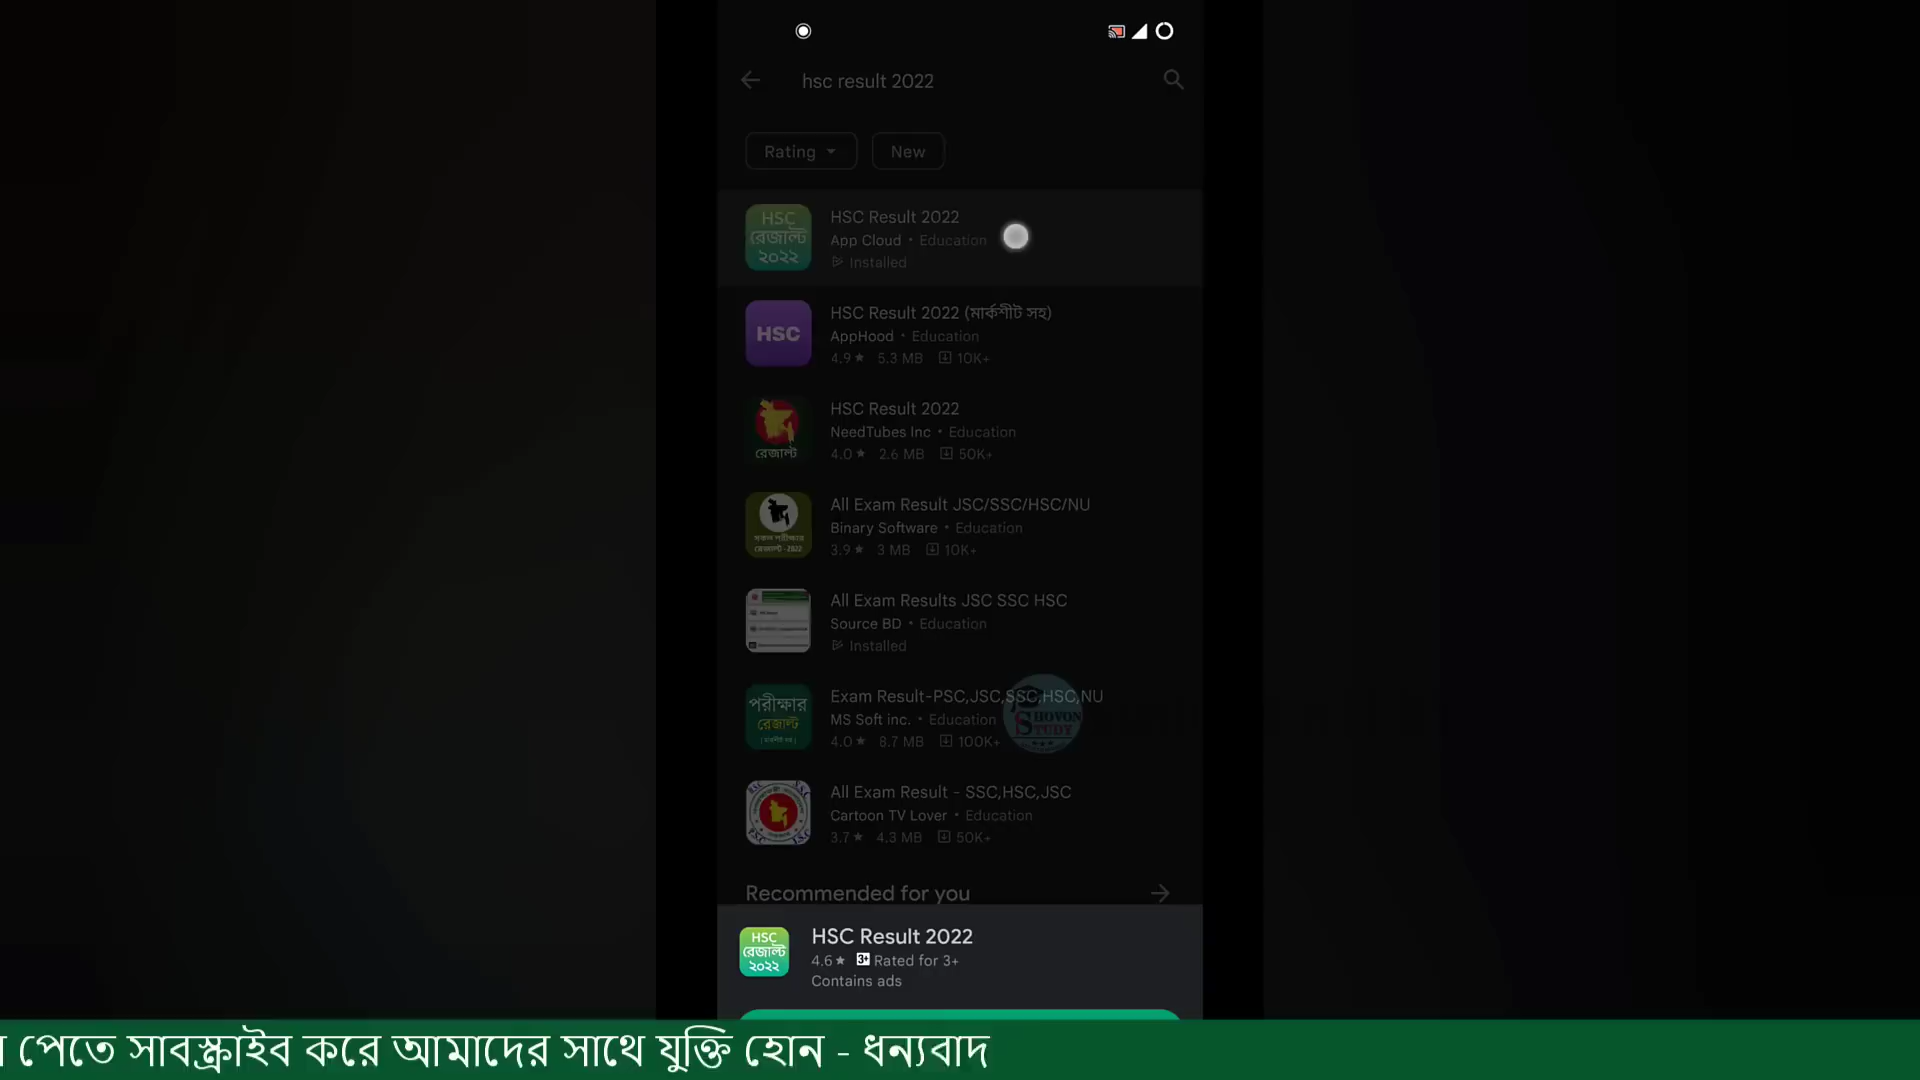 hsc result 2022
Rating
New
HSC রেজাল্ট ২০২২
HSC Result 2022
App Cloud • Education
Installed
HSC
HSC Result 2022 (মার্কশীট সহ)
AppHood • Education
4.9★ 5.3 MB 10K+
রেজাল্ট
HSC Result 2022
NeedTubes Inc • Education
4.0★ 2.6 MB 50K+
সকল পরীক্ষার
রেজাল্ট-2022
All Exam Result JSC/SSC/HSC/NU
Binary Software • Education
3.9★ 3 MB 10K+
All Exam Results JSC SSC HSC
Source BD • Education
Installed
পরীক্ষার
রেজাল্ট
Exam Result-PSC,JSC,SSC,HSC,NU
MS Soft inc. • Education
4.0★ 8.7 MB 100K+
SHOVON
STUDY
All Exam Result - SSC,HSC,JSC
Cartoon TV Lover • Education
3.7★ 4.3 MB 50K+
Recommended for you
HSC
রেজাল্ট
২০২২
HSC Result 2022
4.6★ 3+ Rated for 3+
Contains ads
পেতে সাবস্ক্রাইব করে আমাদের সাথে যুক্তি হোন - ধন্যবাদ